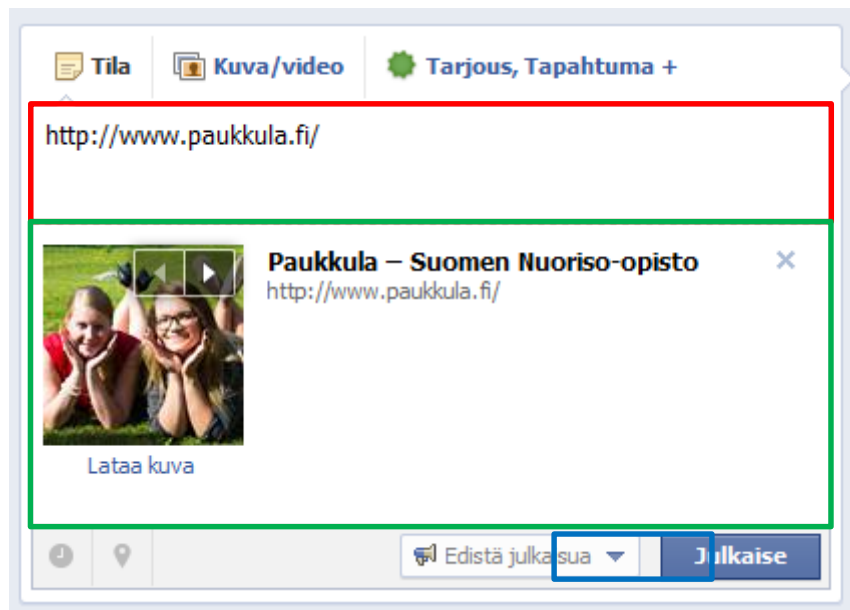 Tila Kuva/video Tarjous, Tapahtuma +
http://www.paukkula.fi/
Paukkula – Suomen Nuoriso-opisto
http://www.paukkula.fi/
Lataa kuva
Edistä julkaisua Julkaise